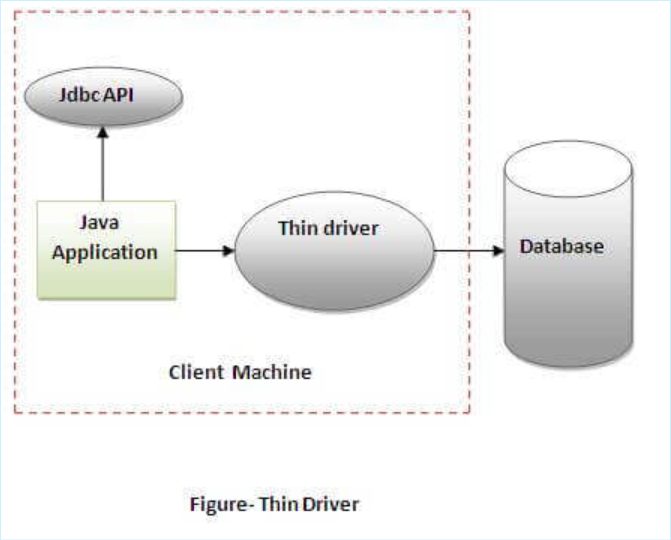 Jdbc API
Java
Application
Thin driver
Database
Client Machine
Figure- Thin Driver